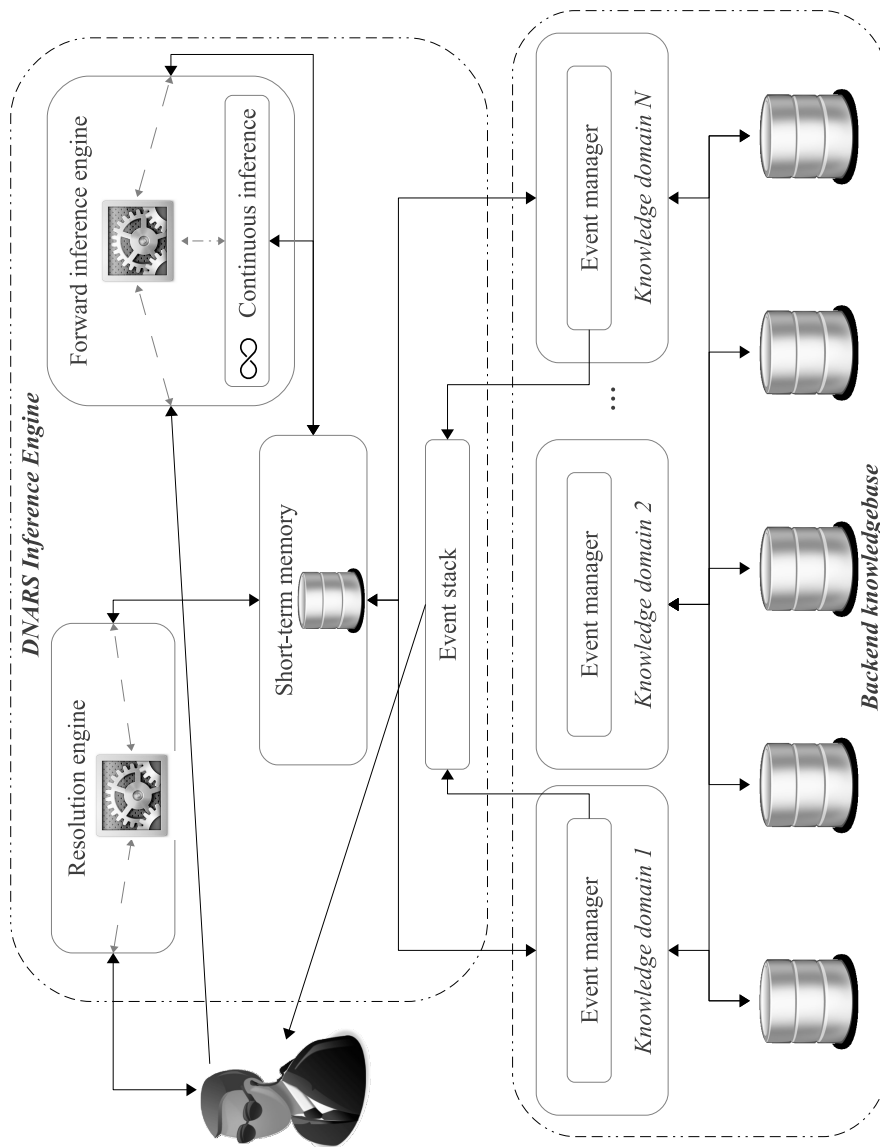 DNARS Inference Engine
Resolution engine
Forward inference engine
∞ Continuous inference
Short-term memory
Event stack
Event manager
Knowledge domain 1
Event manager
Knowledge domain 2
...
Event manager
Knowledge domain N
Backend knowledgebase